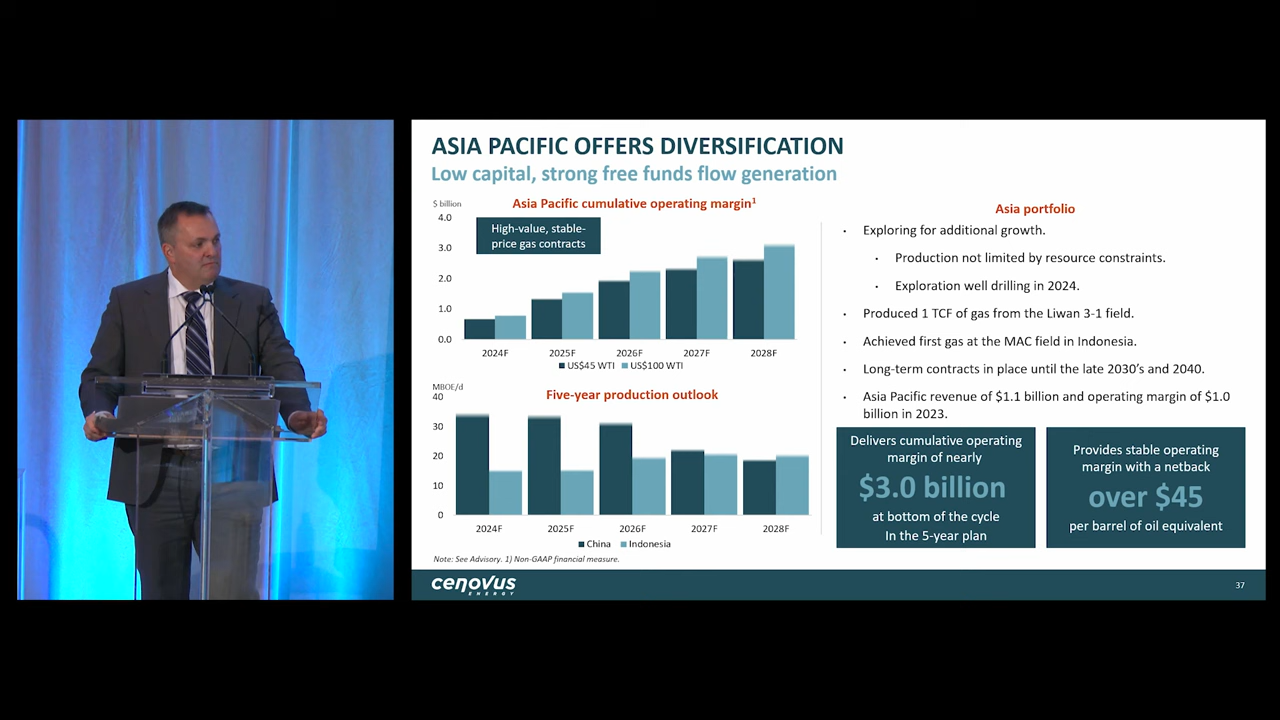 ASIA PACIFIC OFFERS DIVERSIFICATION
Low capital, strong free funds flow generation
$ billion
Asia Pacific cumulative operating margin1
4.0
3.0
2.0
1.0
0.0
High-value, stable-
price gas contracts
2024F 2025F 2026F 2027F 2028F
US$45 WTI US$100 WTI
MBOE/d
Five-year production outlook
40
30
20
10
0
2024F 2025F 2026F 2027F 2028F
China Indonesia
Note: See Advisory. 1) Non-GAAP financial measure.
Asia portfolio
· Exploring for additional growth.
· Production not limited by resource constraints.
· Exploration well drilling in 2024.
· Produced 1 TCF of gas from the Liwan 3-1 field.
· Achieved first gas at the MAC field in Indonesia.
· Long-term contracts in place until the late 2030's and 2040.
· Asia Pacific revenue of $1.1 billion and operating margin of $1.0
billion in 2023.
Delivers cumulative operating
margin of nearly
$3.0 billion
at bottom of the cycle
In the 5-year plan
Provides stable operating
margin with a netback
over $45
per barrel of oil equivalent
cenovus
ENERGY
37